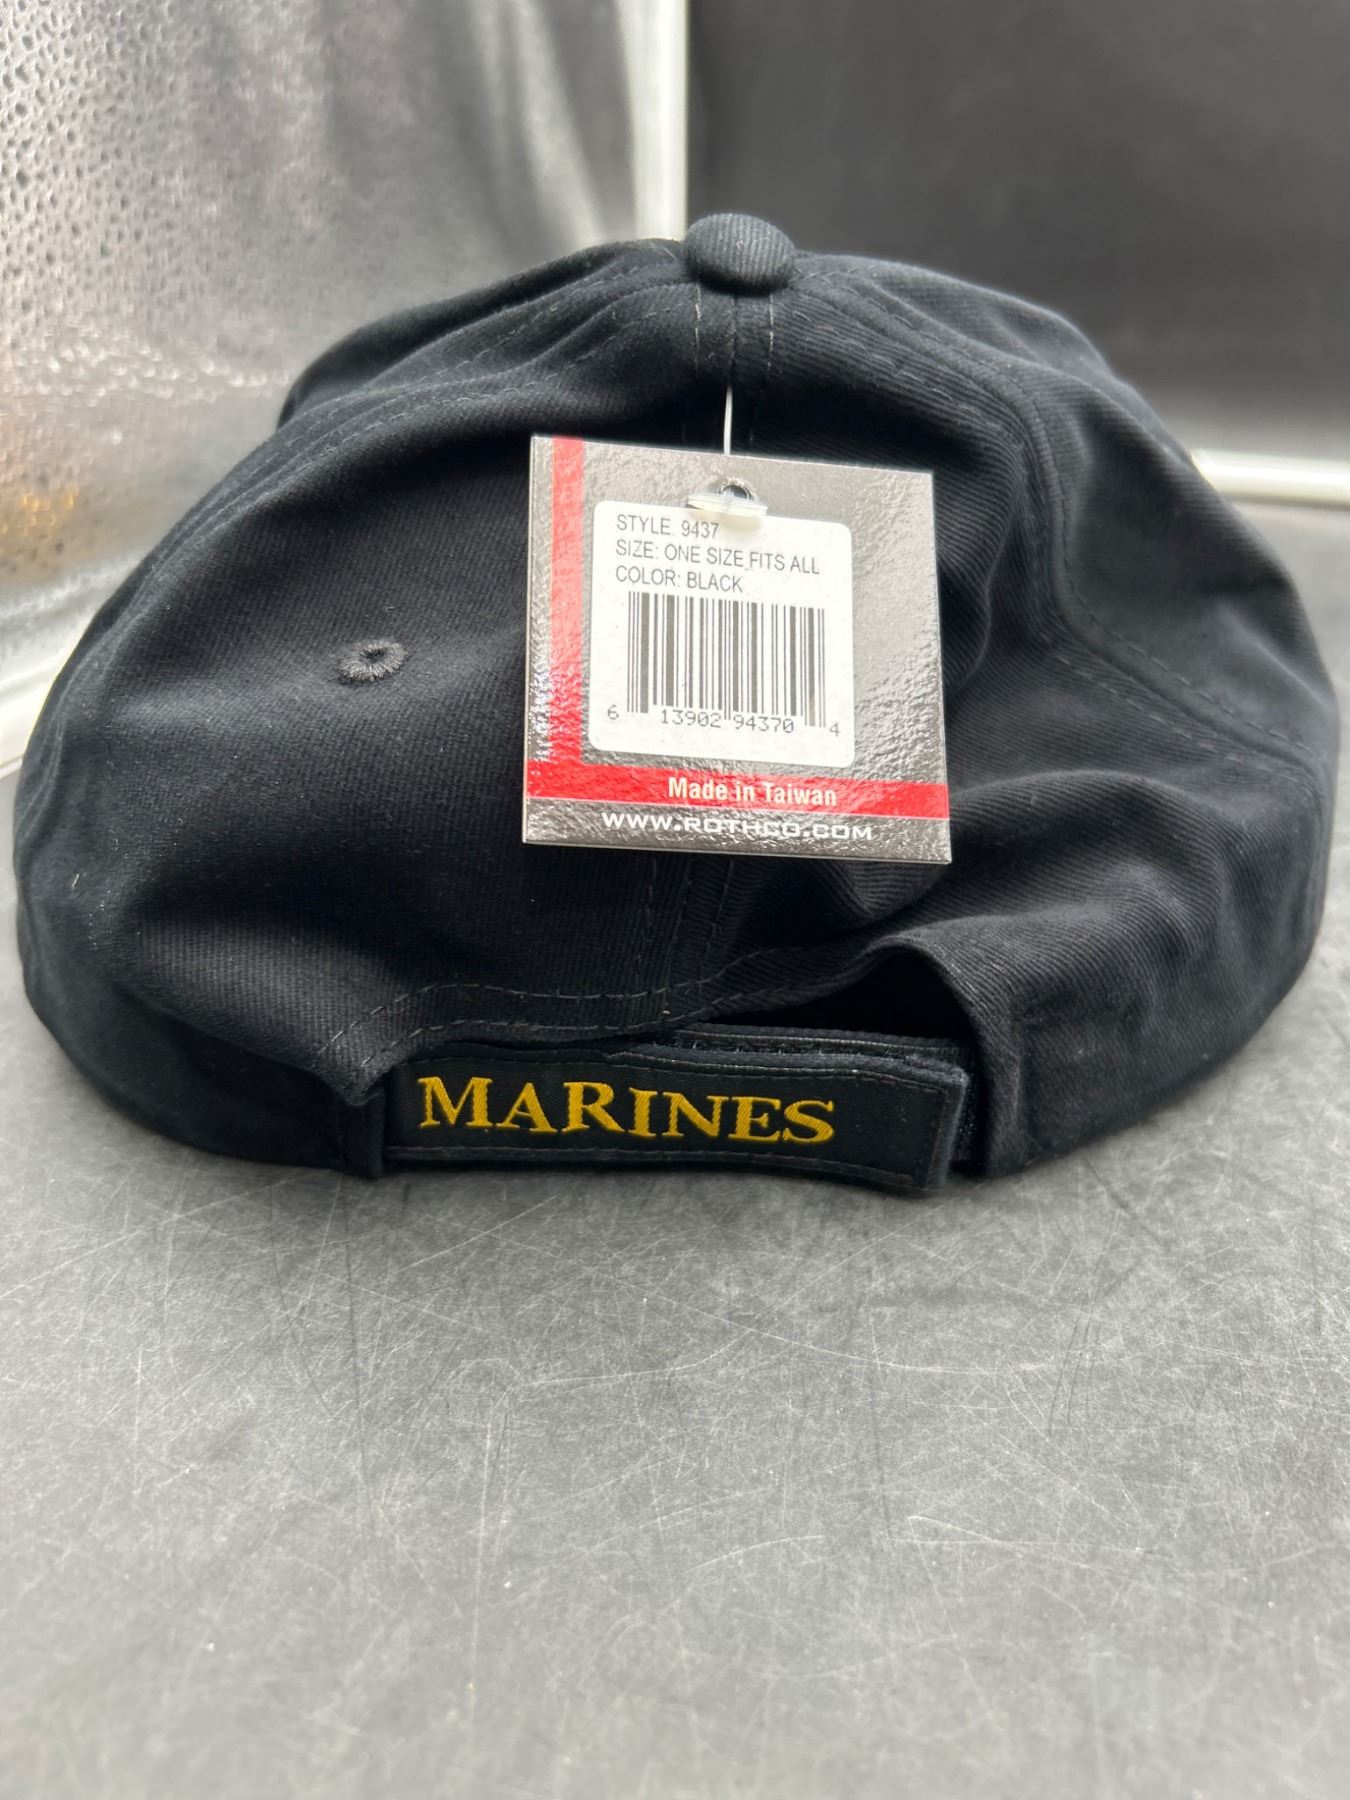 STYLE: 9437
SIZE: ONE SIZE FITS ALL
COLOR: BLACK
6 13902 94370 4
Made in Taiwan
WWW.ROTHCO.COM
MARINES